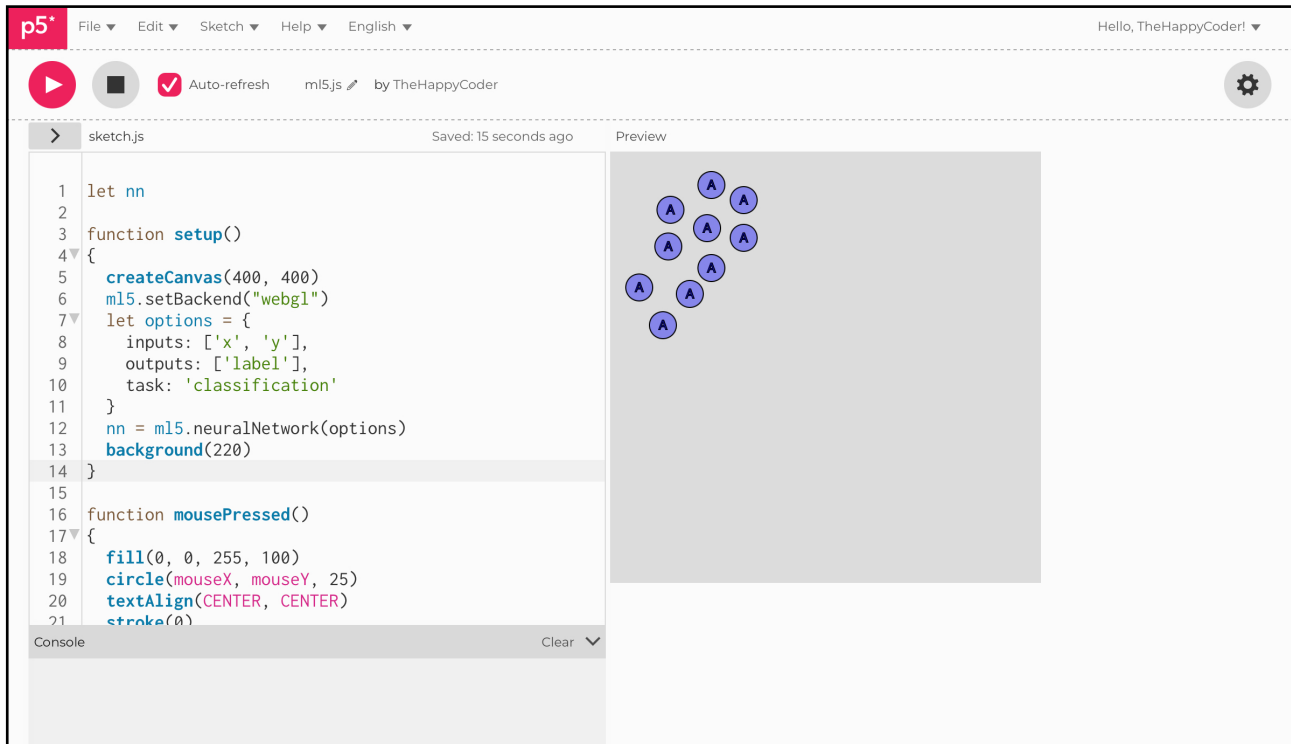 p5* File Edit Sketch Help English Hello, TheHappyCoder!
Auto-refresh ml5.js by TheHappyCoder
sketch.js Saved: 15 seconds ago Preview
1 let nn
2
3 function setup()
4 {
5   createCanvas(400, 400)
6   ml5.setBackend("webgl")
7   let options = {
8     inputs: ['x', 'y'],
9     outputs: ['label'],
10     task: 'classification'
11   }
12   nn = ml5.neuralNetwork(options)
13   background(220)
14 }
15
16 function mousePressed()
17 {
18   fill(0, 0, 255, 100)
19   circle(mouseX, mouseY, 25)
20   textAlign(CENTER, CENTER)
21   stroke(0)
Console Clear
A
A
A
A
A
A
A
A
A
A